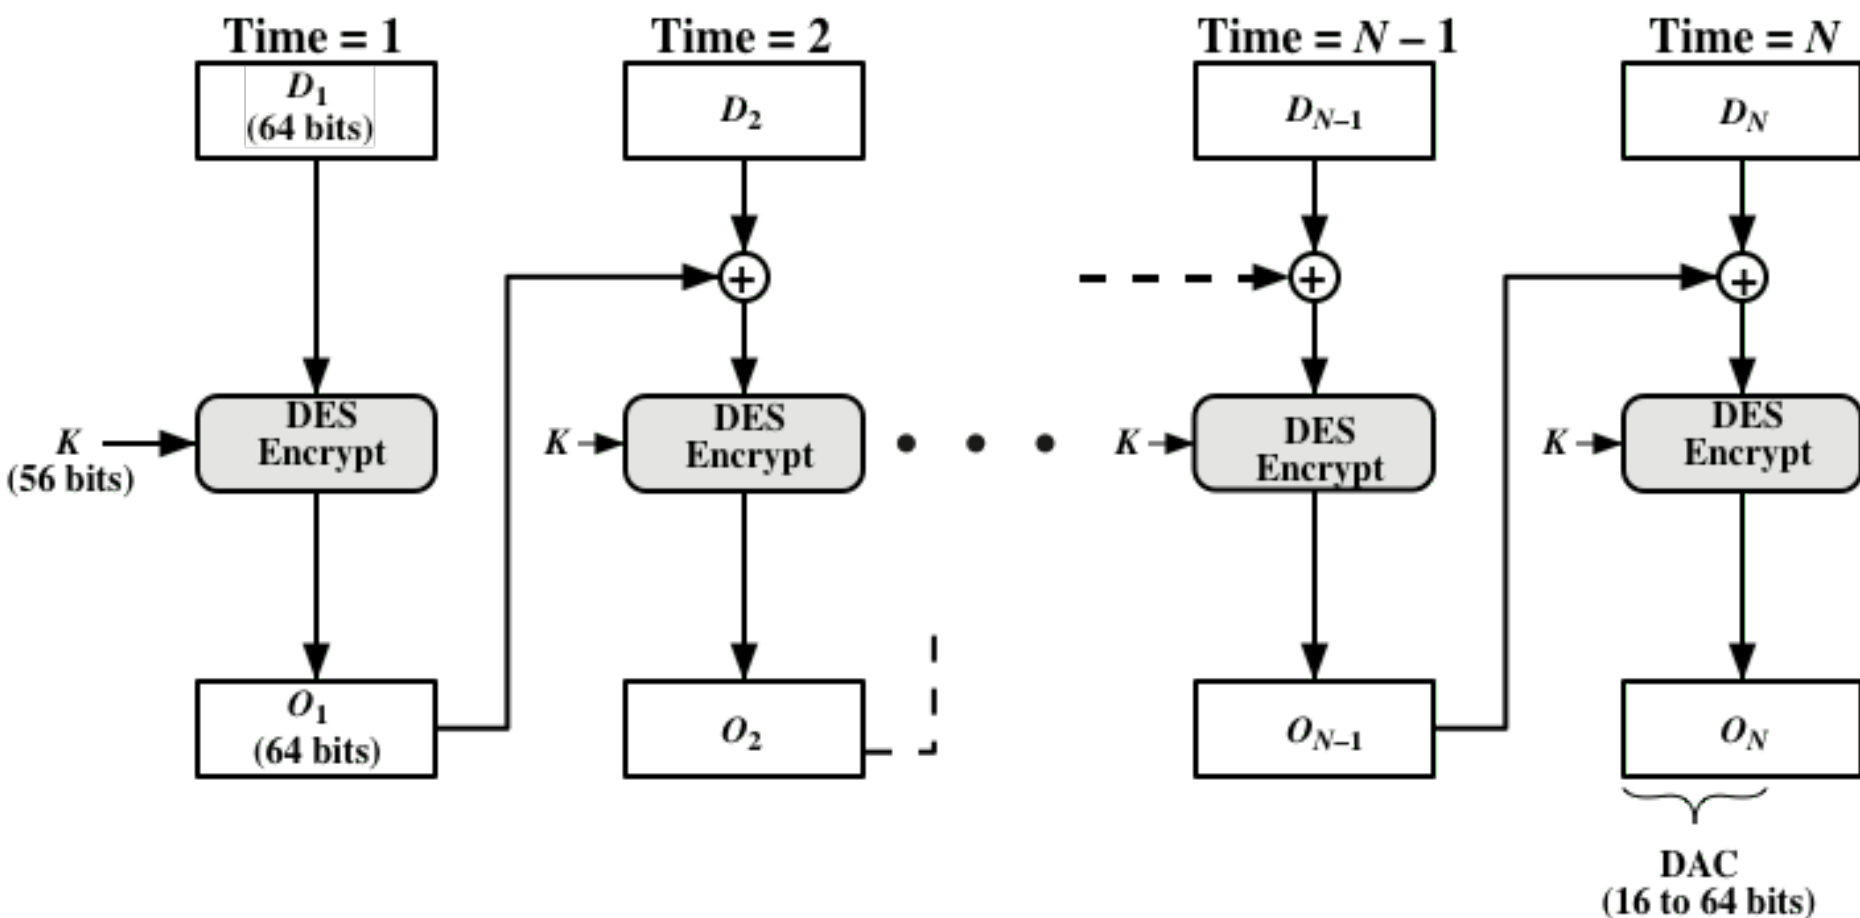 Time = 1
Time = 2
Time = N – 1
Time = N
D1
(64 bits)
D2
DN–1
DN
+
+
+
K
(56 bits)
DES
Encrypt
K
DES
Encrypt
• • •
K
DES
Encrypt
K
DES
Encrypt
O1
(64 bits)
O2
ON–1
ON
DAC
(16 to 64 bits)